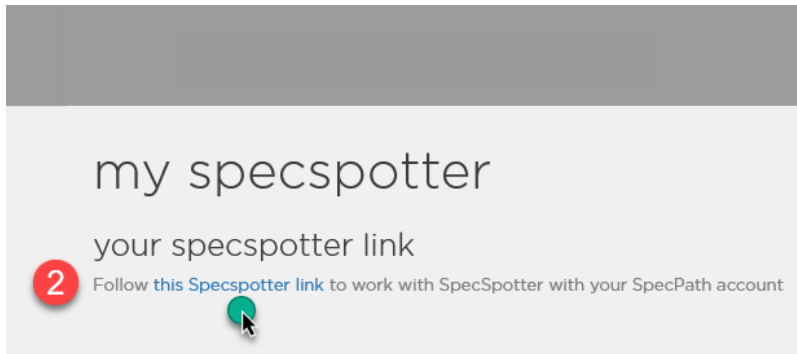 my specspotter
your specspotter link
2 Follow this Specspotter link to work with SpecSpotter with your SpecPath account